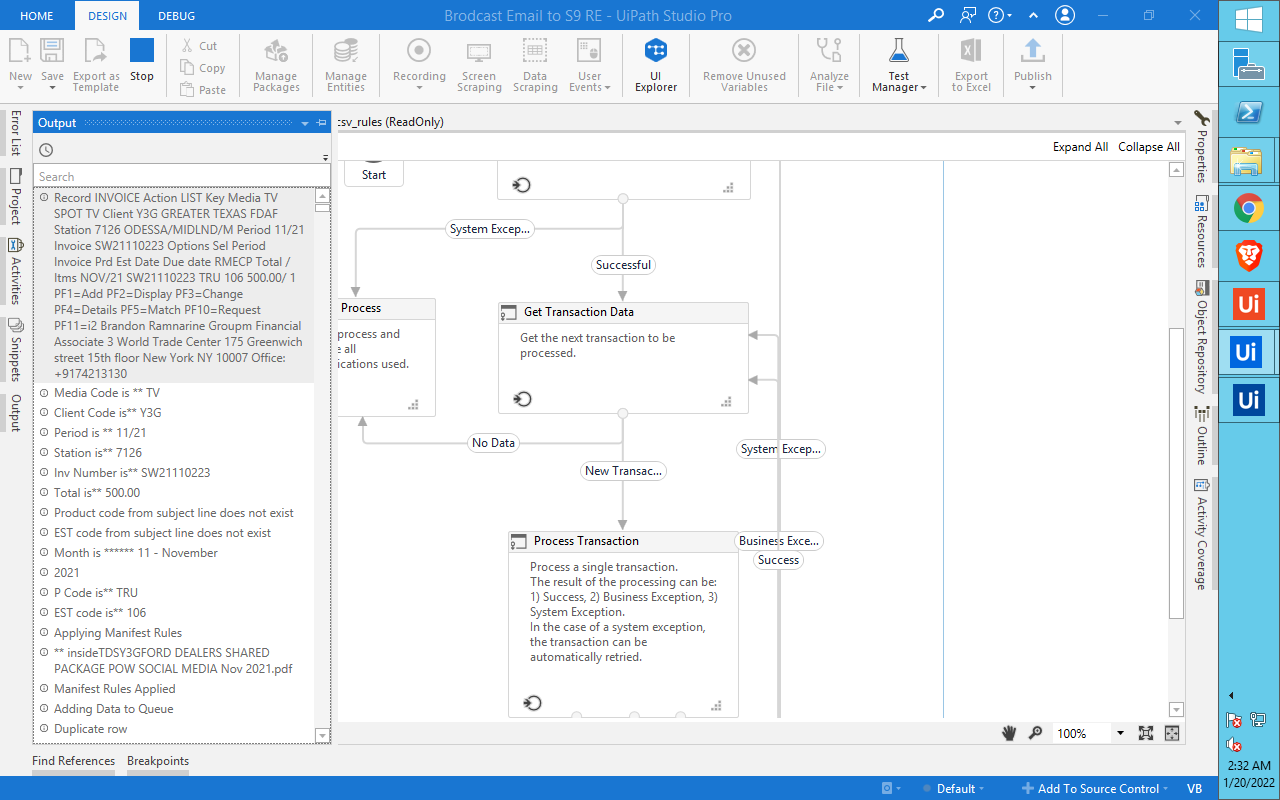 HOME
DESIGN
DEBUG
Brodcast Email to S9 RE - UiPath Studio Pro
New
Save
Export as
Template
Stop
Cut
Copy
Paste
Manage
Packages
Manage
Entities
Recording
Screen
Scraping
Data
Scraping
User
Events
UI
Explorer
Remove Unused
Variables
Analyze
File
Test
Manager
Export
to Excel
Publish
Error List
Project
Activities
Snippets
Output
Output
Search
Record INVOICE Action LIST Key Media TV
SPOT TV Client Y3G GREATER TEXAS FDAF
Station 7126 ODESSA/MIDLND/M Period 11/21
Invoice SW21110223 Options Sel Period
Invoice Prd Est Date Due date RMECP Total /
Itms NOV/21 SW21110223 TRU 106 500.00/ 1
PF1=Add PF2=Display PF3=Change
PF4=Details PF5=Match PF10=Request
PF11=i2 Brandon Ramnarine Groupm Financial
Associate 3 World Trade Center 175 Greenwich
street 15th floor New York NY 10007 Office:
+9174213130
Media Code is ** TV
Client Code is** Y3G
Period is ** 11/21
Station is** 7126
Inv Number is** SW21110223
Total is** 500.00
Product code from subject line does not exist
EST code from subject line does not exist
Month is ****** 11 - November
2021
P Code is** TRU
EST code is** 106
Applying Manifest Rules
** insideTDSY3GFORD DEALERS SHARED
PACKAGE POW SOCIAL MEDIA Nov 2021.pdf
Manifest Rules Applied
Adding Data to Queue
Duplicate row
Find References
Breakpoints
csv_rules (ReadOnly)
Expand All
Collapse All
Start
System Excep...
Successful
Process
process and
e all
ications used.
Get Transaction Data
Get the next transaction to be
processed.
No Data
New Transac...
System Excep...
Process Transaction
Business Exce...
Success
Process a single transaction.
The result of the processing can be:
1) Success, 2) Business Exception, 3)
System Exception.
In the case of a system exception,
the transaction can be
automatically retried.
100%
Properties
Resources
Object Repository
Outline
Activity Coverage
Default
Add To Source Control
VB
Ui
Ui
Ui
2:32 AM
1/20/2022